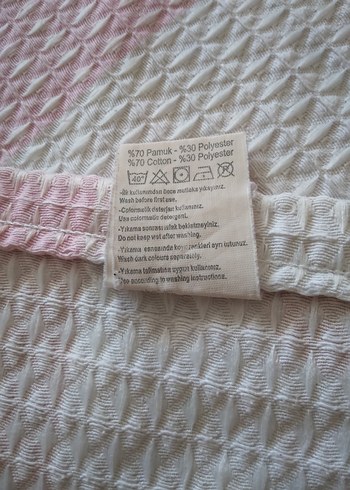 %70 Pamuk - %30 Polyester
%70 Cotton - %30 Polyester
40°
-İlk kullanımdan önce mutlaka yıkayınız.
Wash before first use.
-Colormatik deterjan kullanınız.
Use colormatic detergent.
-Yıkama sonrası ıslak bekletmeyiniz.
Do not keep wet after washing.
-Yıkama esnasında koyu renkleri ayrı tutunuz.
Wash dark colours separately.
-Yıkama talimatına uygun kullanınız.
Use according to washing instructions.